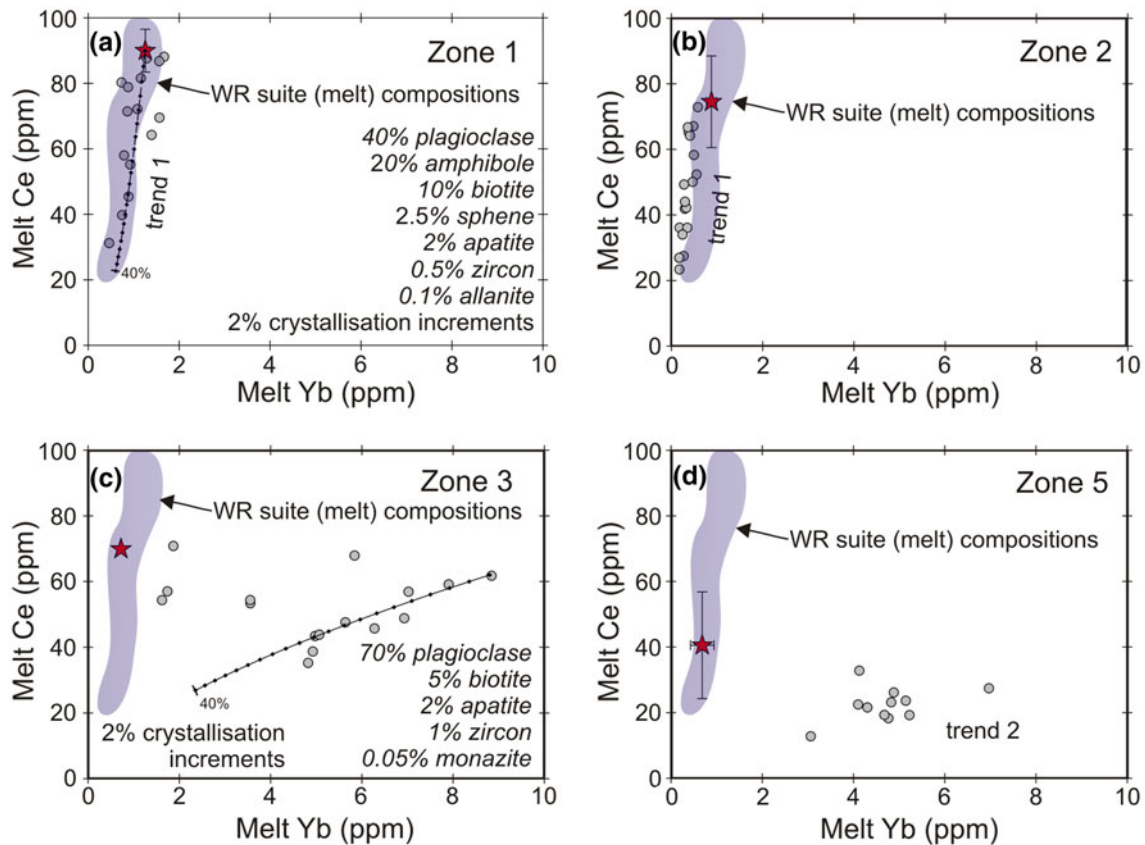 (a) Zone 1
WR suite (melt) compositions
40% plagioclase
20% amphibole
10% biotite
2.5% sphene
2% apatite
0.5% zircon
0.1% allanite
2% crystallisation increments
trend 1
40%
100
80
60
40
20
0
Melt Ce (ppm)
0 2 4 6 8 10
Melt Yb (ppm)
(b) Zone 2
WR suite (melt) compositions
trend 1
100
80
60
40
20
0
Melt Ce (ppm)
0 2 4 6 8 10
Melt Yb (ppm)
(c) Zone 3
WR suite (melt) compositions
70% plagioclase
5% biotite
2% apatite
1% zircon
0.05% monazite
40%
2% crystallisation
increments
100
80
60
40
20
0
Melt Ce (ppm)
0 2 4 6 8 10
Melt Yb (ppm)
(d) Zone 5
WR suite (melt) compositions
trend 2
100
80
60
40
20
0
Melt Ce (ppm)
0 2 4 6 8 10
Melt Yb (ppm)